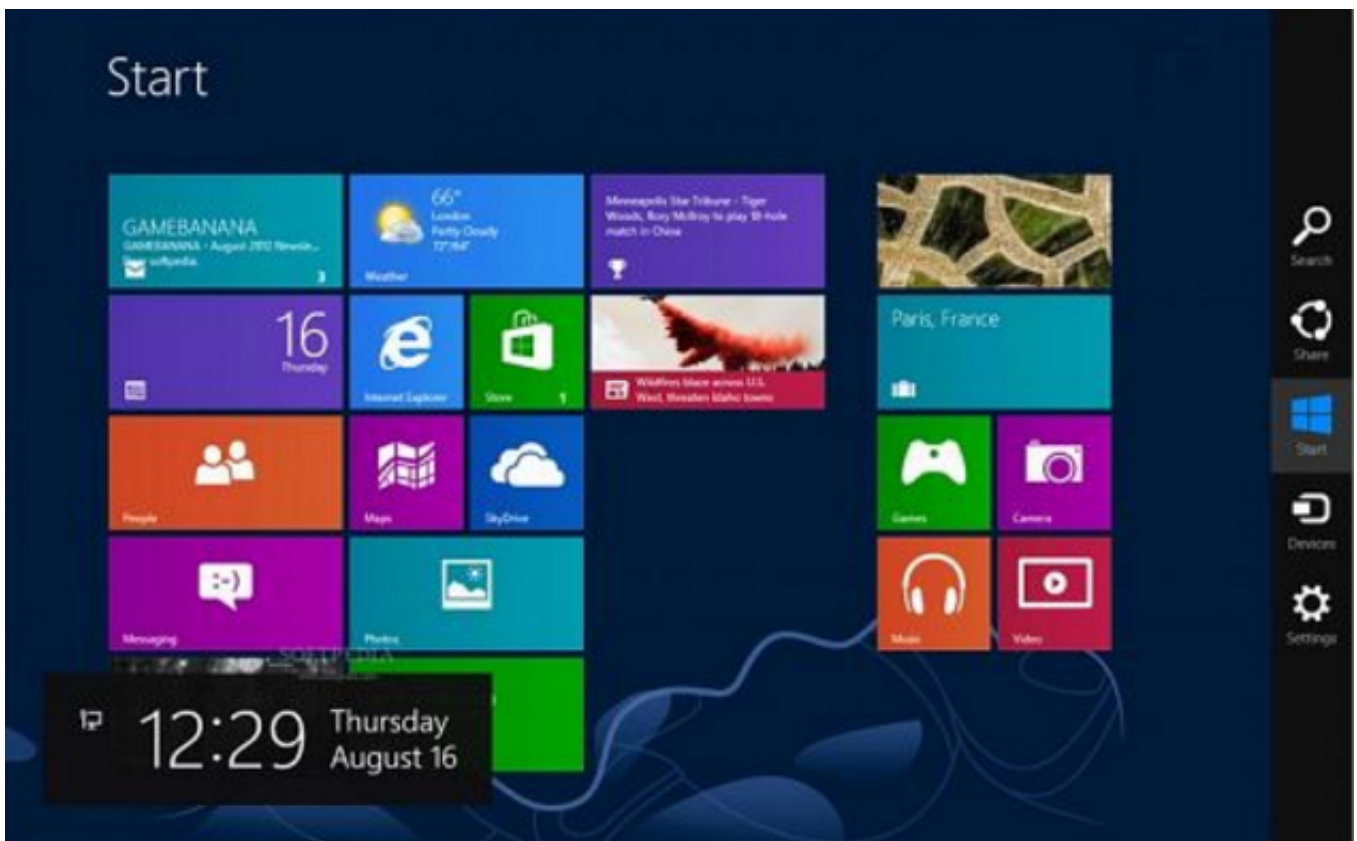 Start
GAMEBANANA
GAMEBANANA - August 2012 Newsle...
softpedia.
3
66°
London
Partly Cloudy
72°/64°
Weather
Minneapolis Star Tribune - Tiger
Woods, Rory McIlroy to play 18-hole
match in China
16
Thursday
Internet Explorer
Store
1
Wildfires blaze across U.S.
West, threaten Idaho towns
Paris, France
People
Maps
SkyDrive
Games
Camera
Messaging
Photos
Music
Video
SOFTPEDIA
12:29
Thursday
August 16
Search
Share
Start
Devices
Settings